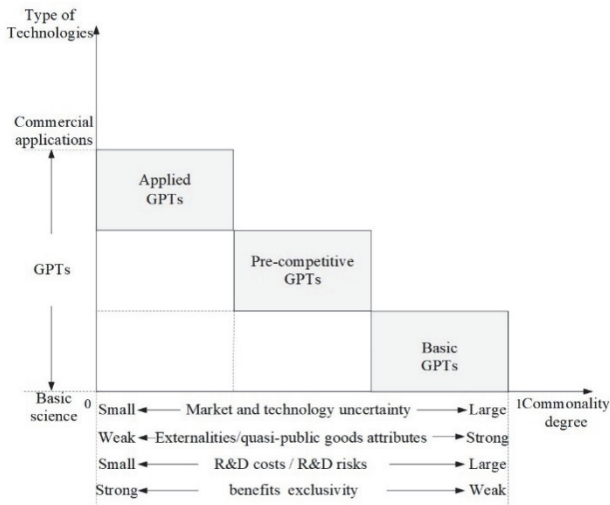 Type of
Technologies
Commercial
applications
Applied
GPTs
GPTs
Pre-competitive
GPTs
Basic
GPTs
Basic
science
0
1Commonality
degree
Small Market and technology uncertainty Large
Weak Externalities/quasi-public goods attributes Strong
Small R&D costs / R&D risks Large
Strong benefits exclusivity Weak